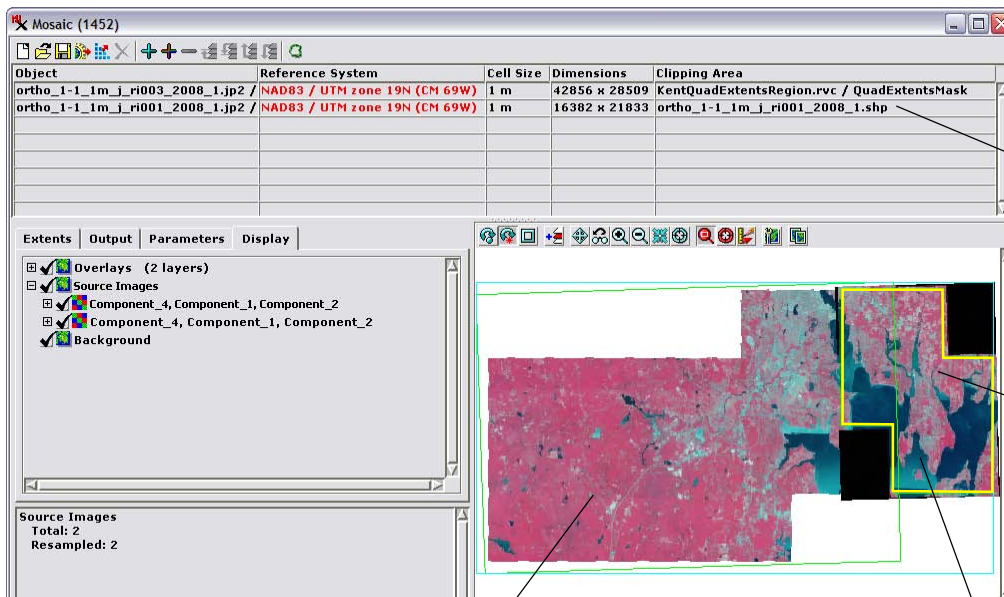 Mosaic (1452)
Object Reference System Cell Size Dimensions Clipping Area
ortho_1-1_1m_j_ri003_2008_1.jp2 / NAD83 / UTM zone 19N (CM 69W) 1 m 42856 x 28509 KentQuadExtentsRegion.rvc / QuadExtentsMask
ortho_1-1_1m_j_ri001_2008_1.jp2 / NAD83 / UTM zone 19N (CM 69W) 1 m 16382 x 21833 ortho_1-1_1m_j_ri001_2008_1.shp
Extents Output Parameters Display
Overlays (2 layers)
Source Images
Component_4, Component_1, Component_2
Component_4, Component_1, Component_2
Background
Source Images
Total: 2
Resampled: 2